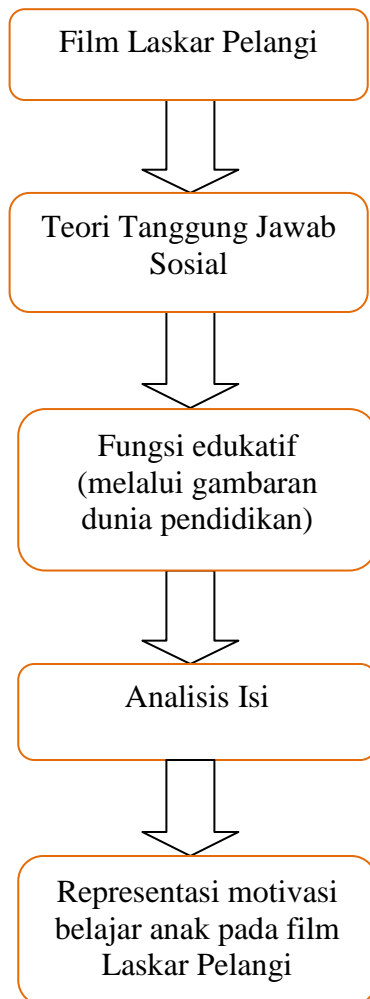 Film Laskar Pelangi
Teori Tanggung Jawab
Sosial
Fungsi edukatif
(melalui gambaran
dunia pendidikan)
Analisis Isi
Representasi motivasi
belajar anak pada film
Laskar Pelangi